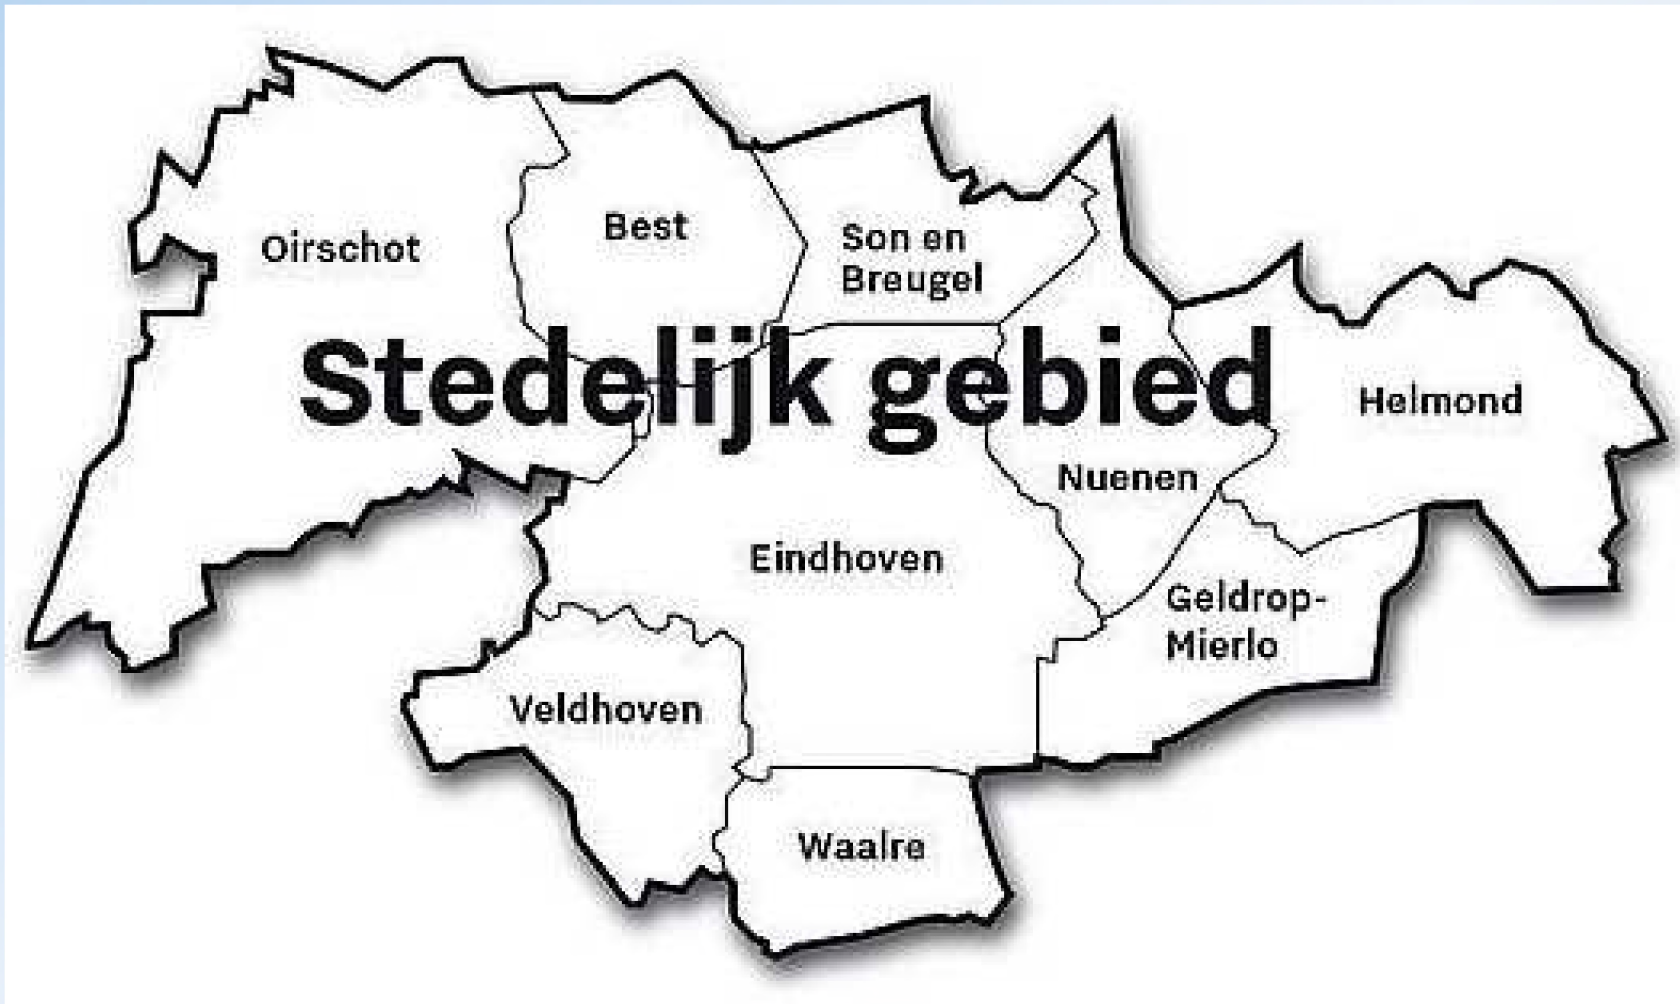 Best
Son en
Breugel
Oirschot
Stedelijk gebied
Helmond
Nuenen
Eindhoven
Geldrop-
Mierlo
Veldhoven
Waalre